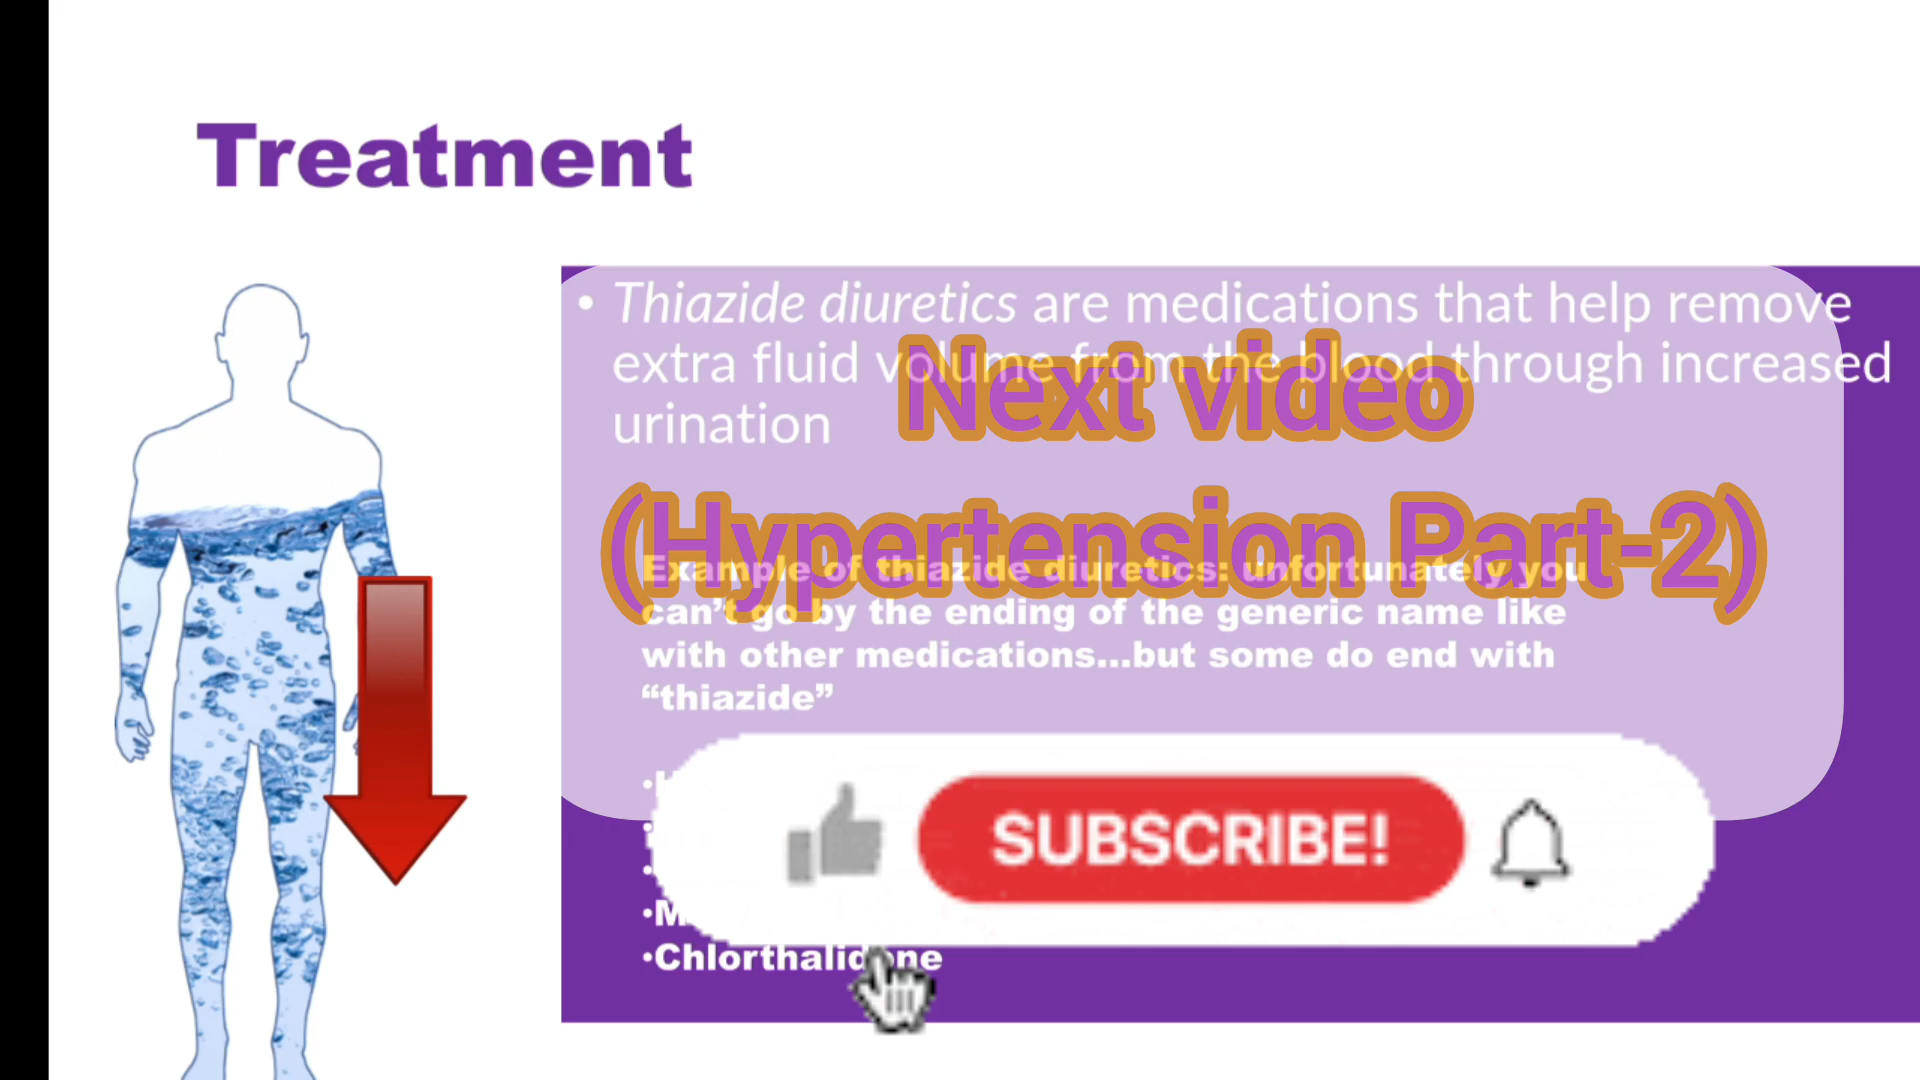 Treatment
• Thiazide diuretics are medications that help remove
extra fluid volume from the blood through increased
urination
Next video
(Hypertension Part-2)
Example of thiazide diuretics: unfortunately you
can't go by the ending of the generic name like
with other medications...but some do end with
“thiazide”
SUBSCRIBE!
•Chlorthalidone